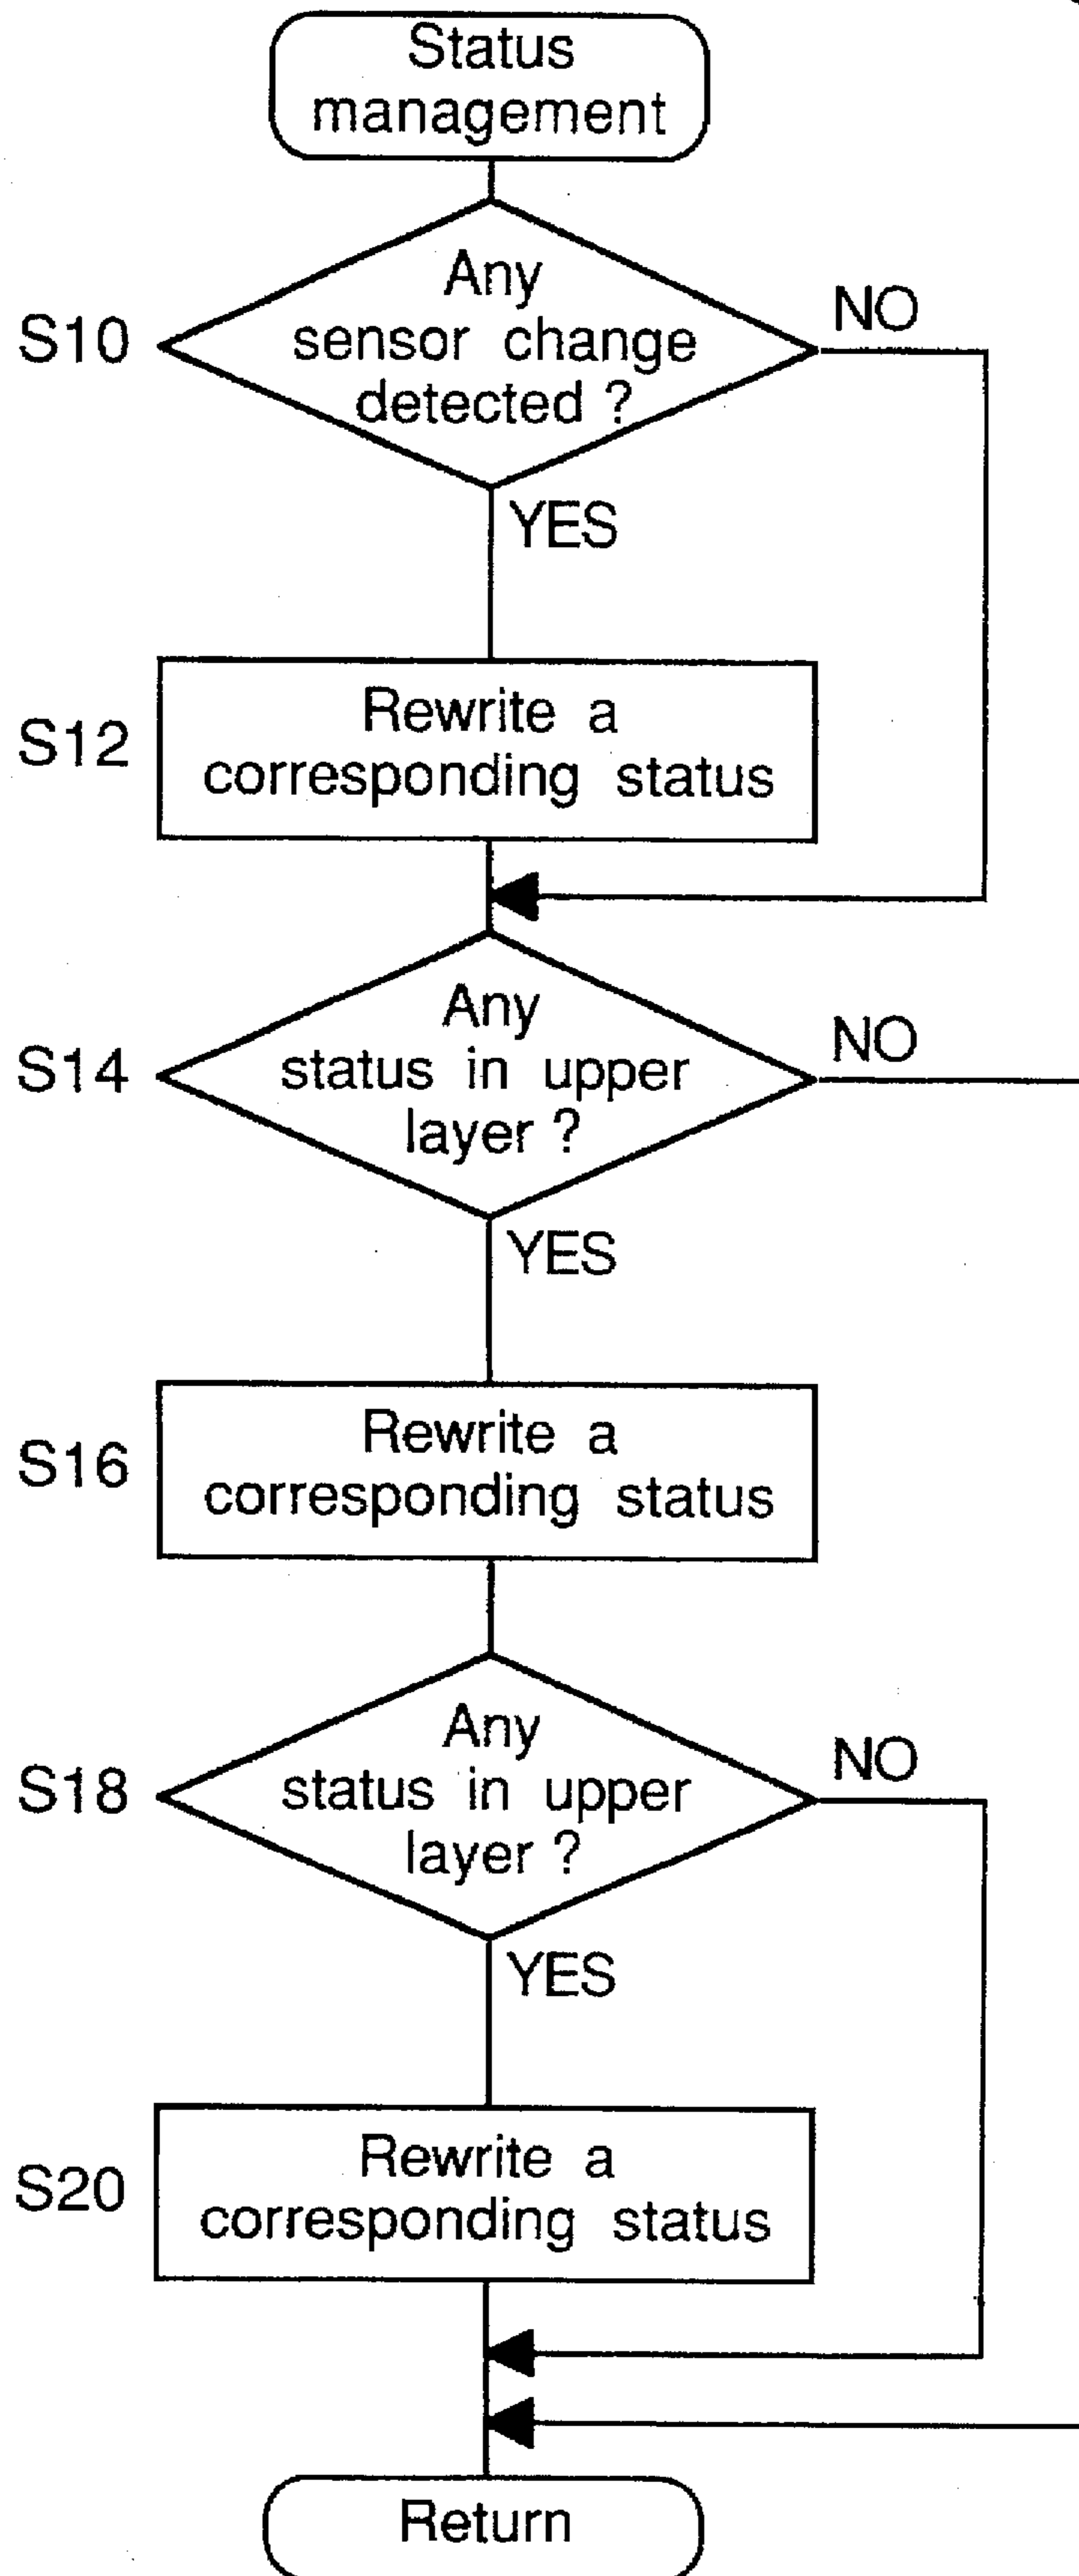 Status
management
S10
Any
sensor change
detected ?
NO
YES
S12
Rewrite a
corresponding status
S14
Any
status in upper
layer ?
NO
YES
S16
Rewrite a
corresponding status
S18
Any
status in upper
layer ?
NO
YES
S20
Rewrite a
corresponding status
Return